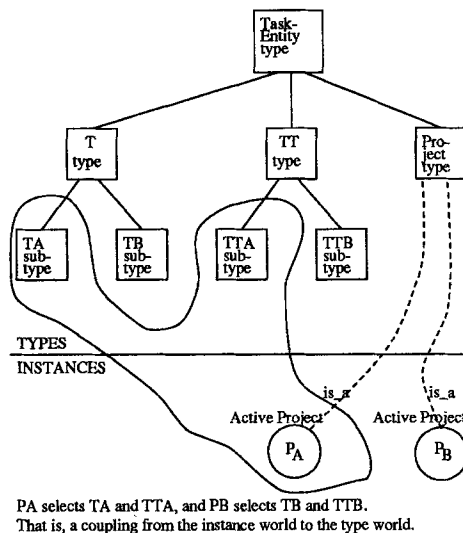 Task-
Entity
type
T
type
TT
type
Pro-
ject
type
TA
sub-
type
TB
sub-
type
TTA
sub-
type
TTB
sub-
type
TYPES
INSTANCES
is_a
is_a
Active Project
Active Project
PA
PB
PA selects TA and TTA, and PB selects TB and TTB.
That is, a coupling from the instance world to the type world.